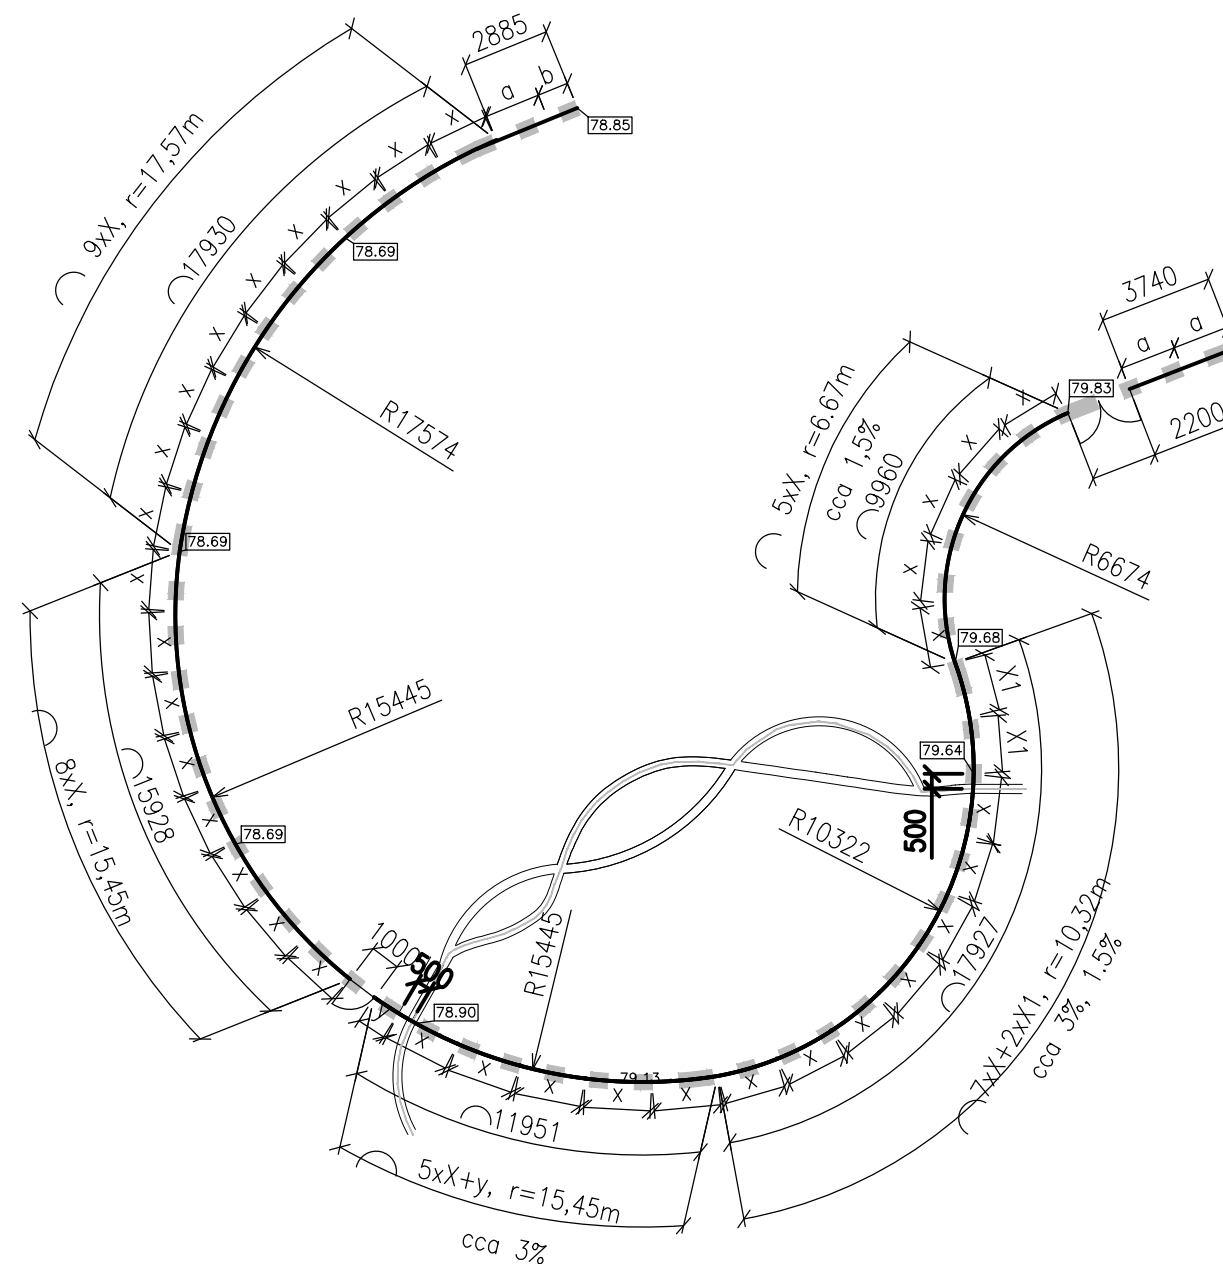 2885
a
b
78.85
9xX, r=17,57m
17930
x
x
x
x
x
x
x
x
x
78.69
R17574
78.69
3740
a
a
79.83
2200
5xX, r=6.67m
cca 1,5%
9960
x
x
x
x
x
R6674
79.68
X1
X1
79.64
500
R10322
x
x
x
x
x
x
x
17927
7xX+2xX1, r=10,32m
cca 3%, 1.5%
x
x
x
x
x
x
x
x
R15445
8xX, r=15,45m
15928
78.69
1000
500
78.90
R15445
79.13
x
x
x
x
x
11951
5xX+y, r=15,45m
cca 3%